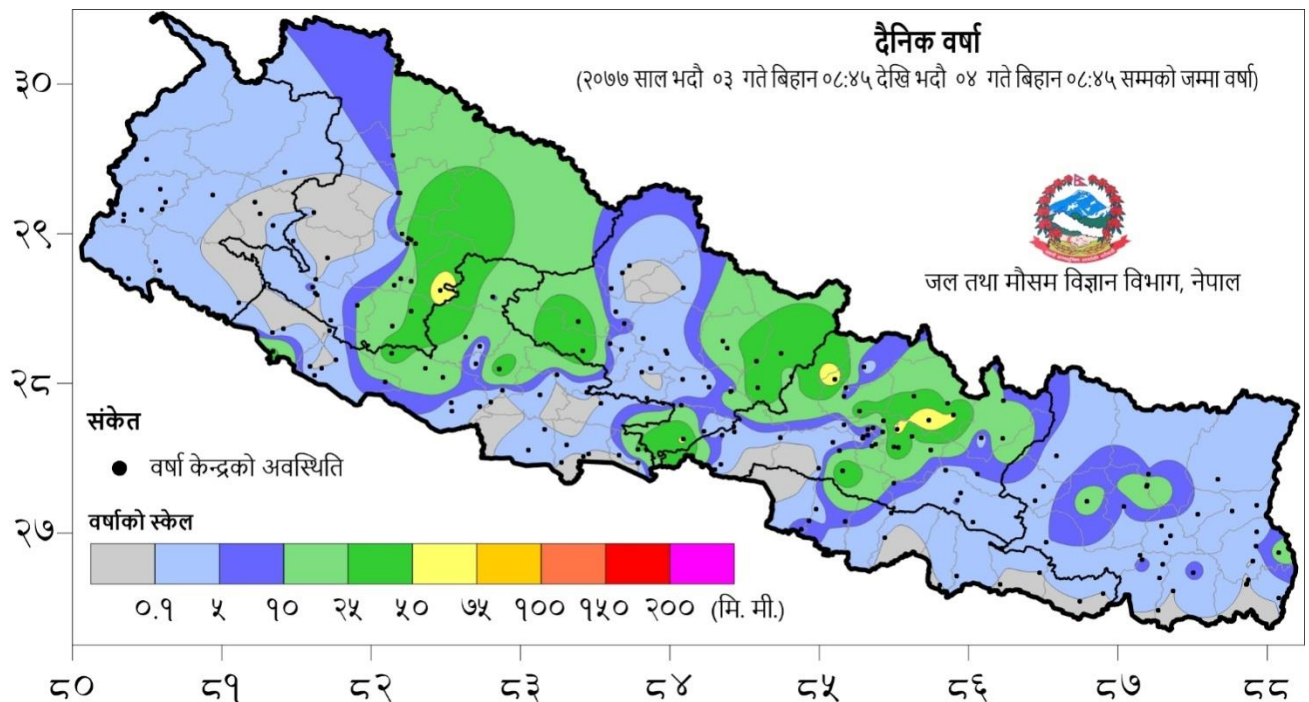 दैनिक वर्षा
(२०७७ साल भदौ ०३ गते बिहान ०८:४५ देखि भदौ ०४ गते बिहान ०८:४५ सम्मको जम्मा वर्षा)
जल तथा मौसम विज्ञान विभाग, नेपाल
३०
२९
२८
२७
संकेत
वर्षा केन्द्रको अवस्थिति
वर्षाको स्केल
०.१ ५ १० २५ ५० ७५ १०० १५० २०० (मि. मी.)
८० ८१ ८२ ८३ ८४ ८५ ८६ ८७ ८८